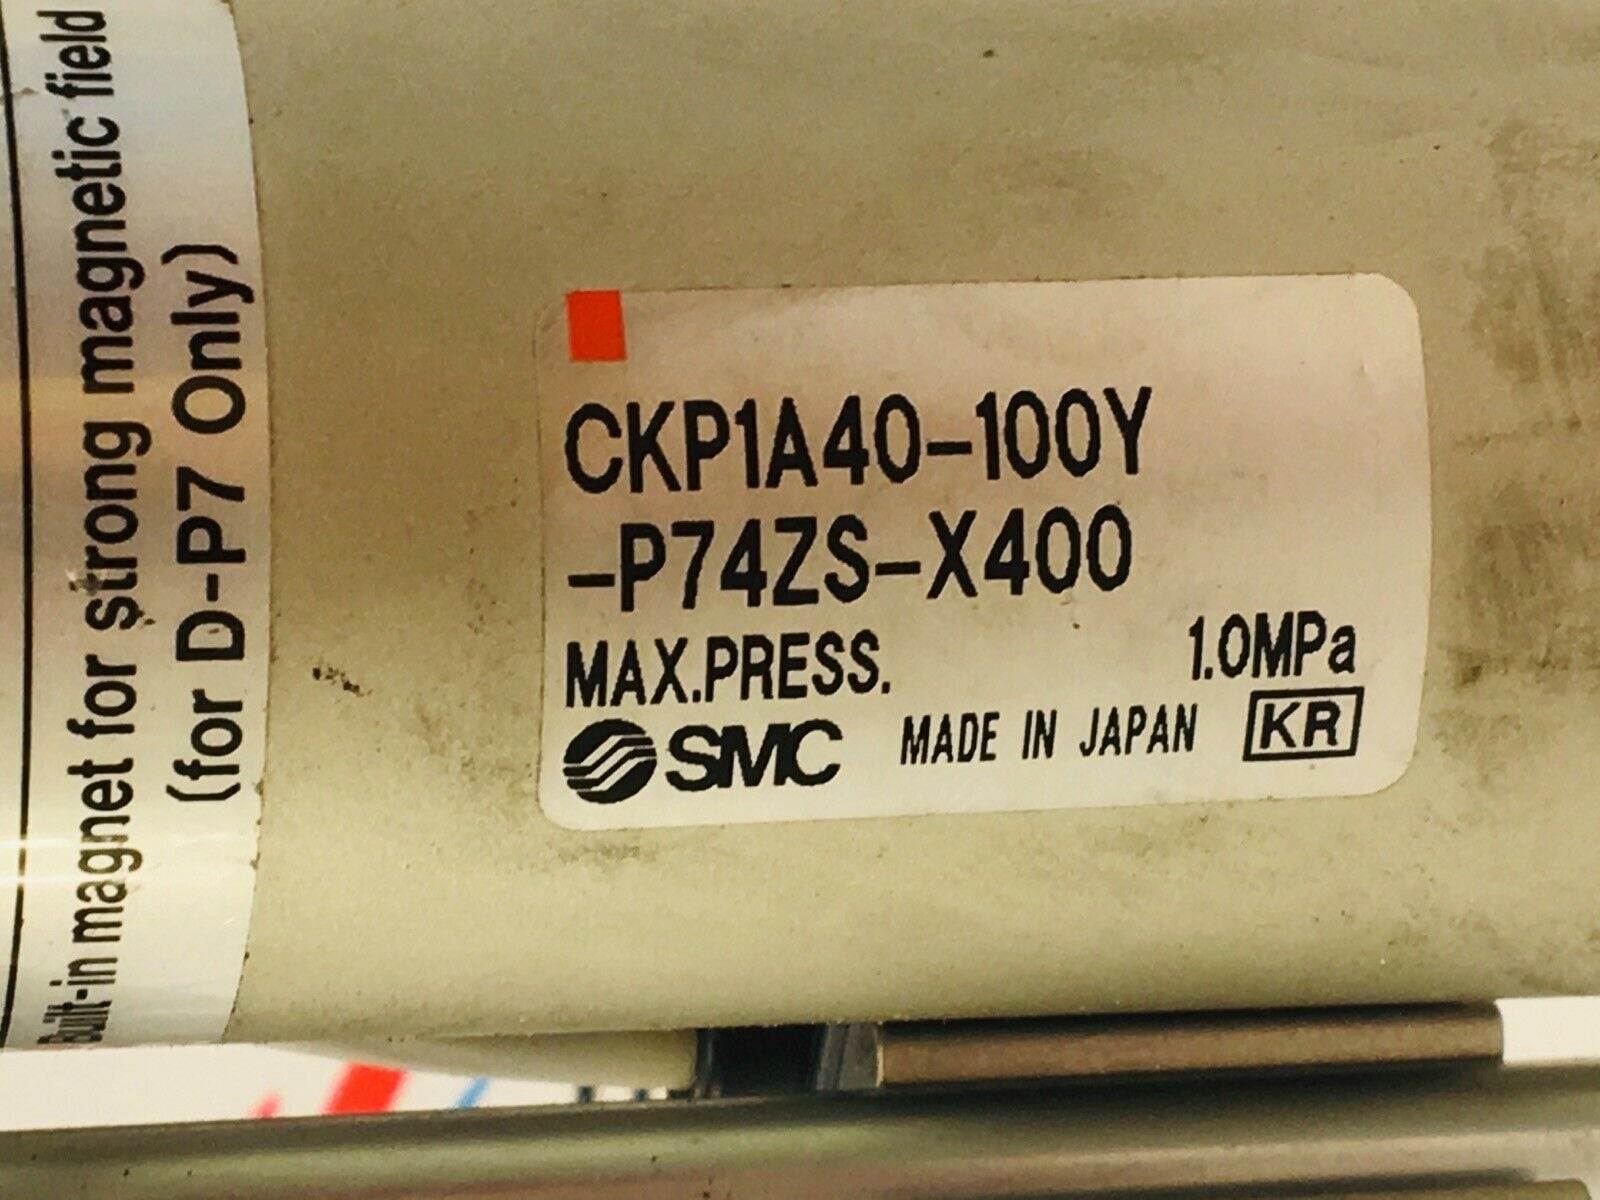 Built-in magnet for strong magnetic field
(for D-P7 Only)
CKP1A40-100Y
-P74ZS-X400
MAX.PRESS. 1.0MPa
SMC MADE IN JAPAN KR